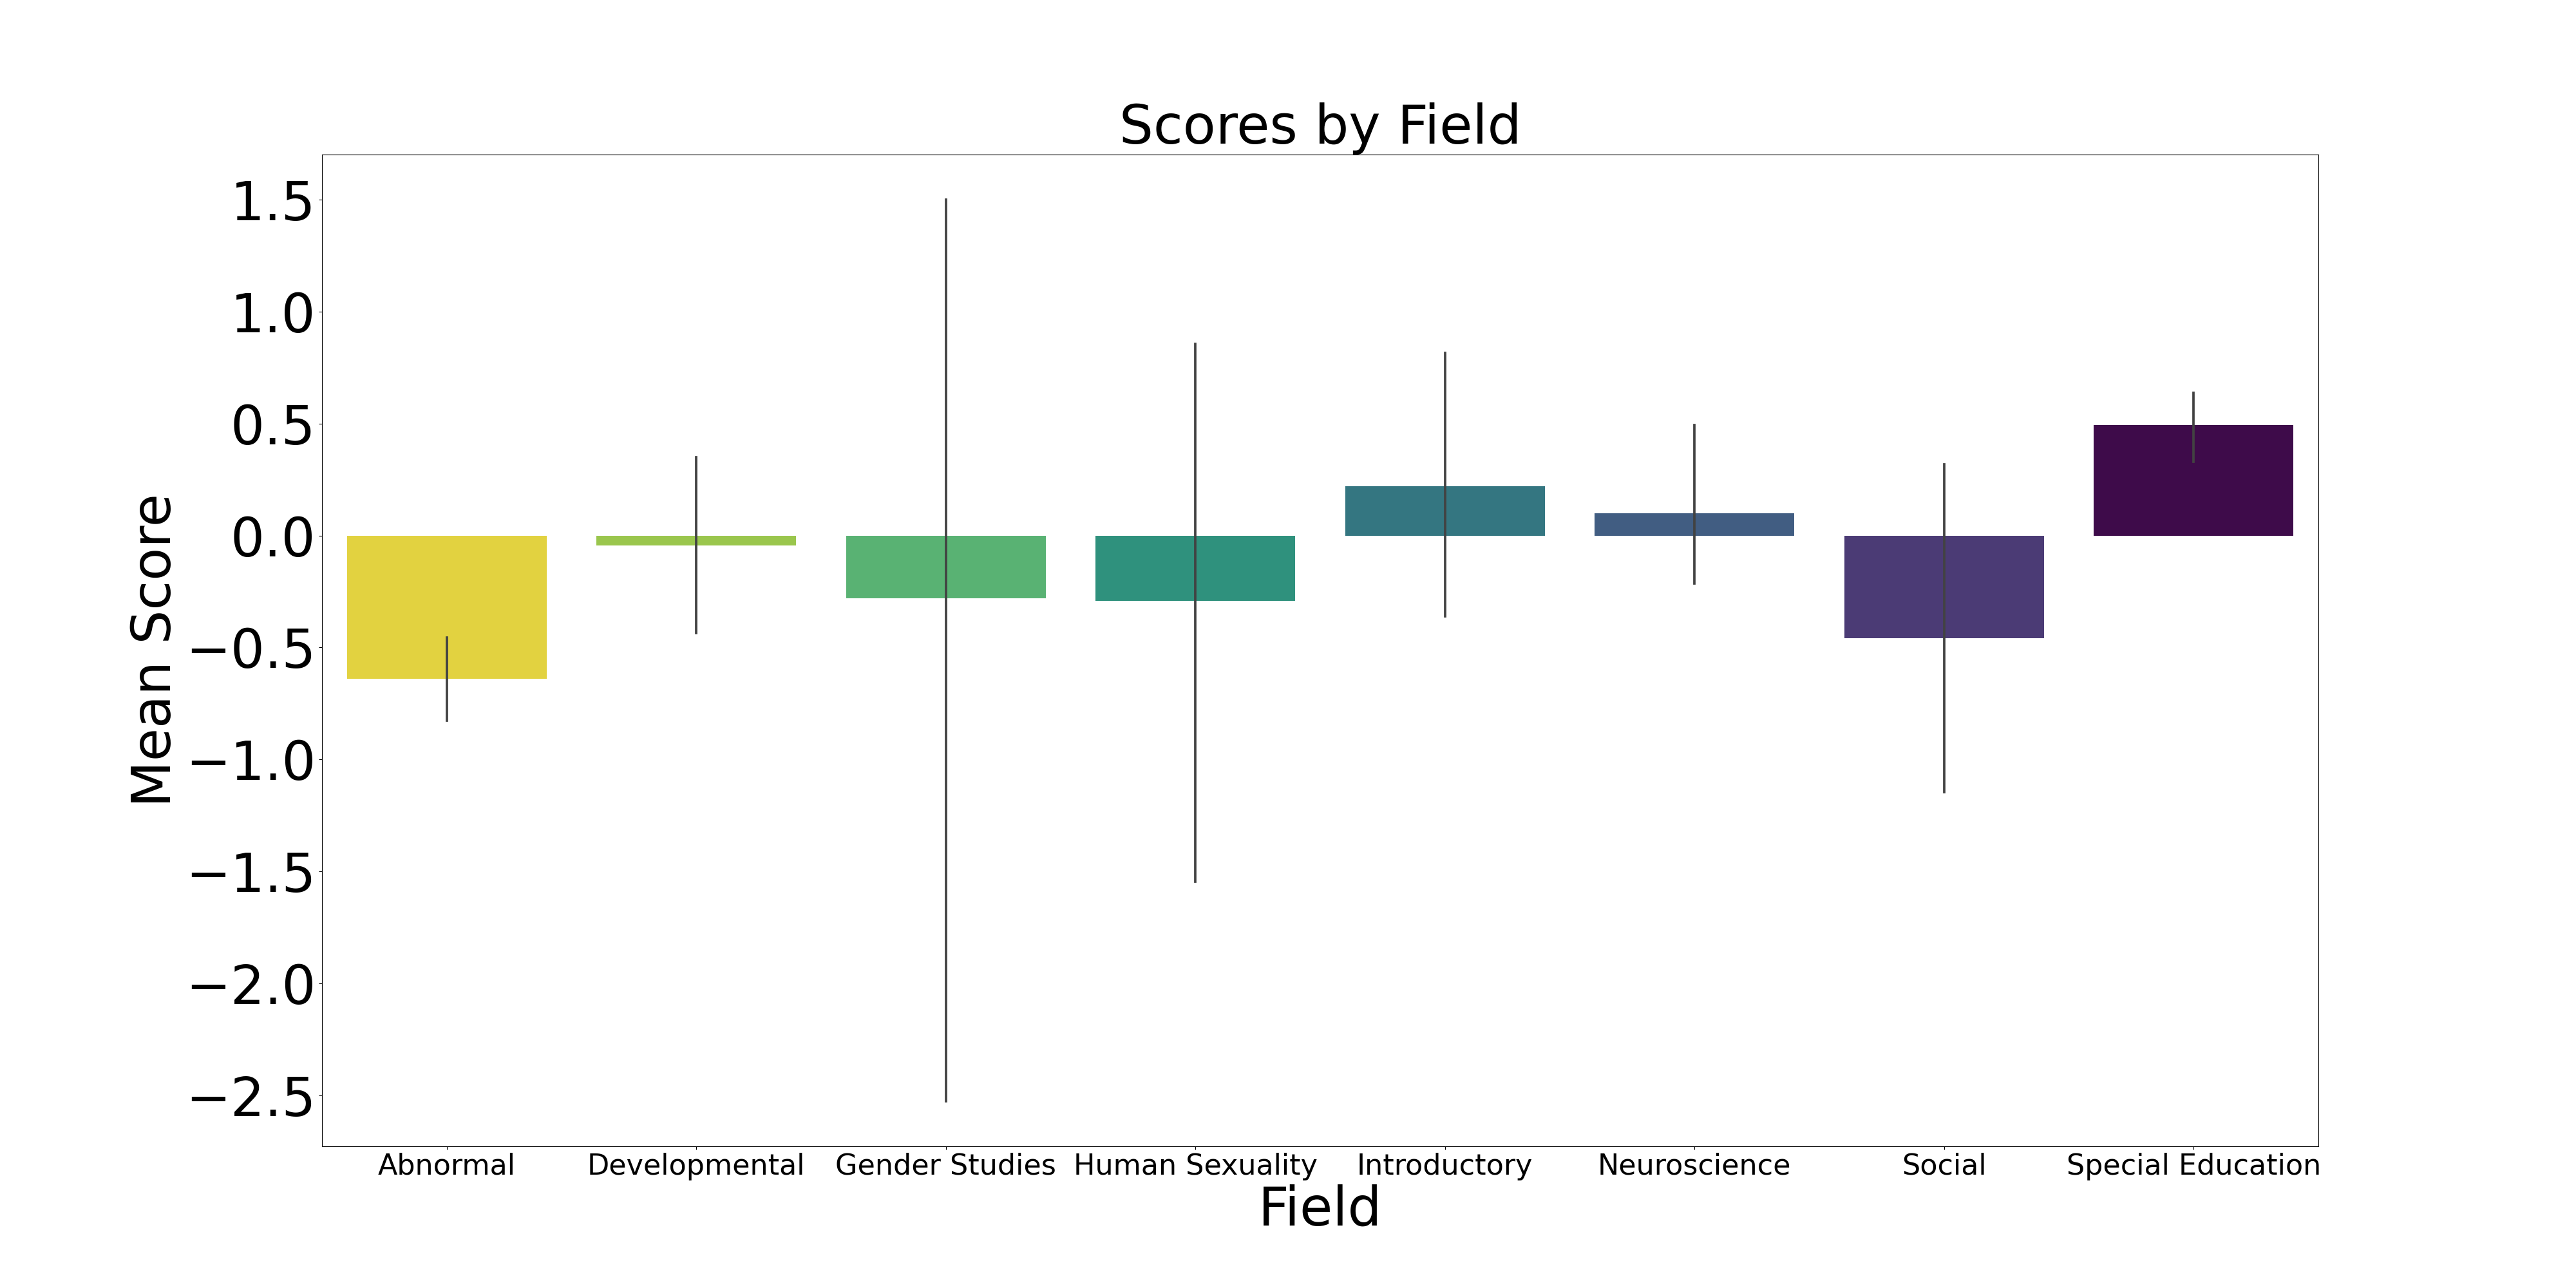 Scores by Field
1.5
1.0
0.5
0.0
−0.5
−1.0
−1.5
−2.0
−2.5
Mean Score
Abnormal Developmental Gender Studies Human Sexuality Introductory Neuroscience Social Special Education
Field